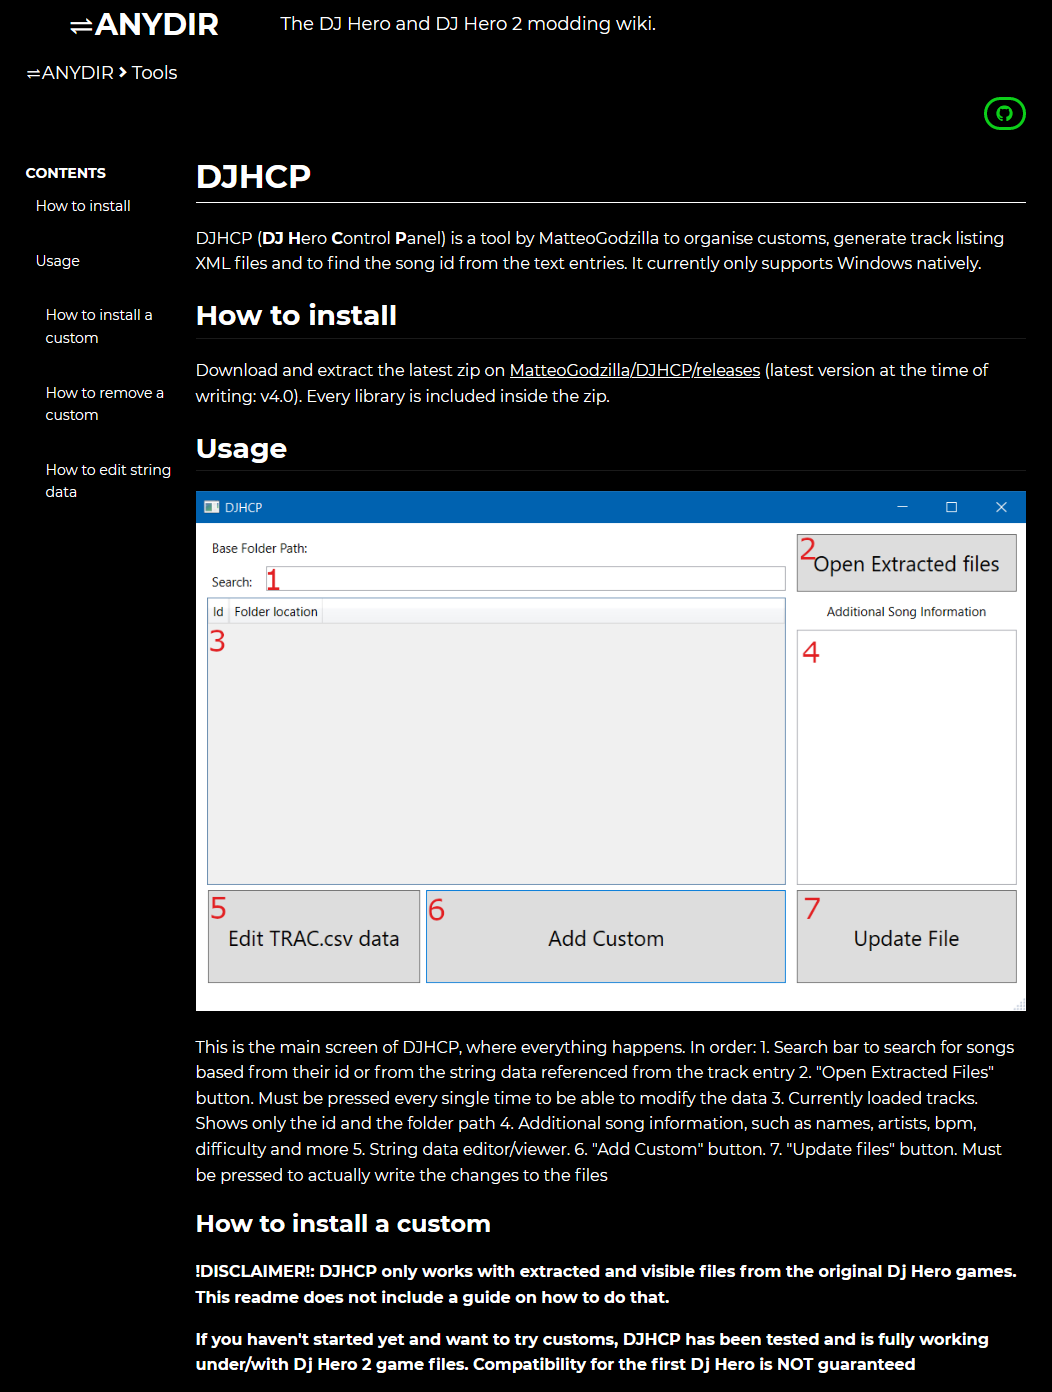 ⇌ANYDIR
The DJ Hero and DJ Hero 2 modding wiki.
⇌ANYDIR > Tools
CONTENTS
How to install
Usage
How to install a
custom
How to remove a
custom
How to edit string
data
DJHCP
DJHCP (DJ Hero Control Panel) is a tool by MatteoGodzilla to organise customs, generate track listing
XML files and to find the song id from the text entries. It currently only supports Windows natively.
How to install
Download and extract the latest zip on MatteoGodzilla/DJHCP/releases (latest version at the time of
writing: v4.0). Every library is included inside the zip.
Usage
DJHCP
Base Folder Path:
Search: 1
2 Open Extracted files
Id Folder location
Additional Song Information
3
4
5 Edit TRAC.csv data
6 Add Custom
7 Update File
This is the main screen of DJHCP, where everything happens. In order: 1. Search bar to search for songs
based from their id or from the string data referenced from the track entry 2. "Open Extracted Files"
button. Must be pressed every single time to be able to modify the data 3. Currently loaded tracks.
Shows only the id and the folder path 4. Additional song information, such as names, artists, bpm,
difficulty and more 5. String data editor/viewer. 6. "Add Custom" button. 7. "Update files" button. Must
be pressed to actually write the changes to the files
How to install a custom
!DISCLAIMER!: DJHCP only works with extracted and visible files from the original Dj Hero games.
This readme does not include a guide on how to do that.
If you haven't started yet and want to try customs, DJHCP has been tested and is fully working
under/with Dj Hero 2 game files. Compatibility for the first Dj Hero is NOT guaranteed